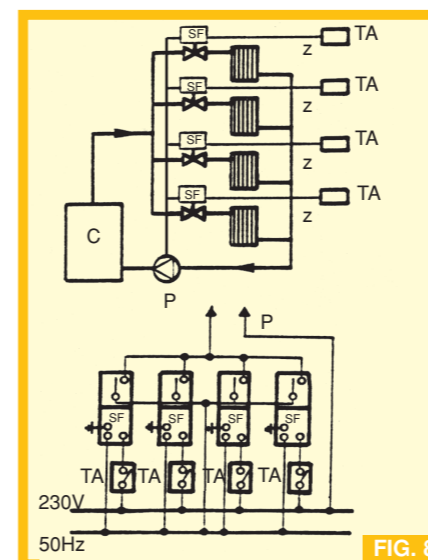 SF TA
z
SF TA
z
SF TA
z
SF TA
z
C
P
P
SF SF SF SF
TA TA TA TA
230V
50Hz
FIG. 8